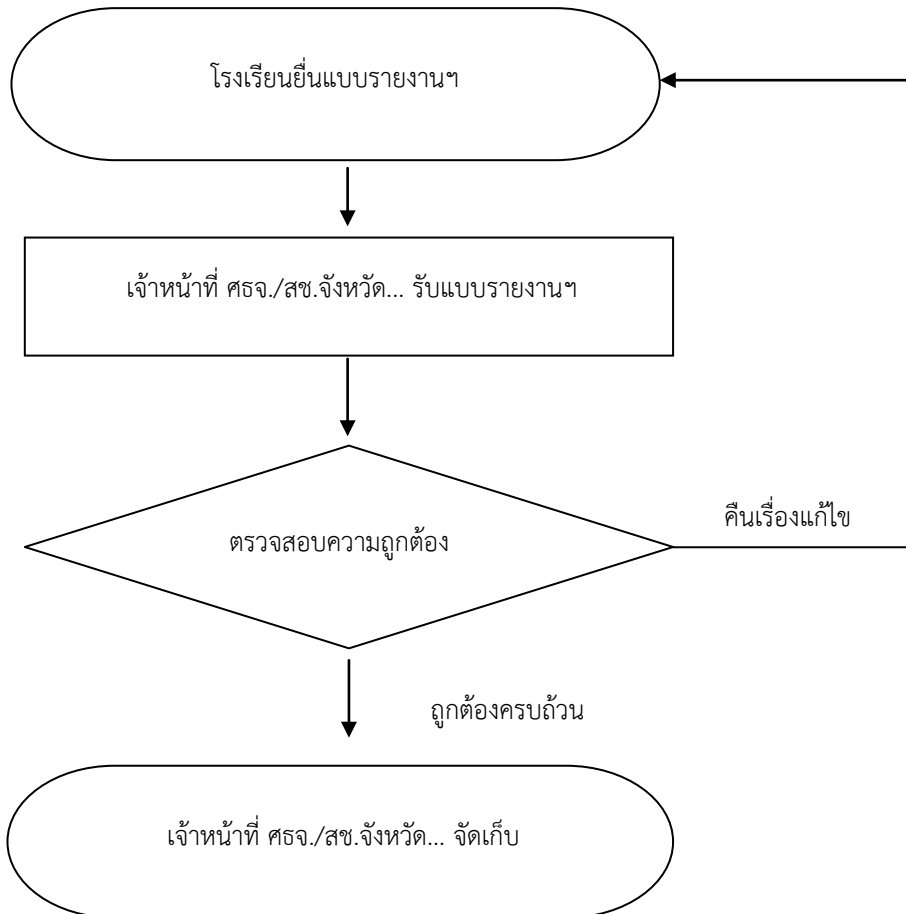 โรงเรียนยื่นแบบรายงานฯ
เจ้าหน้าที่ ศธจ./สช.จังหวัด... รับแบบรายงานฯ
ตรวจสอบความถูกต้อง
คืนเรื่องแก้ไข
ถูกต้องครบถ้วน
เจ้าหน้าที่ ศธจ./สช.จังหวัด... จัดเก็บ